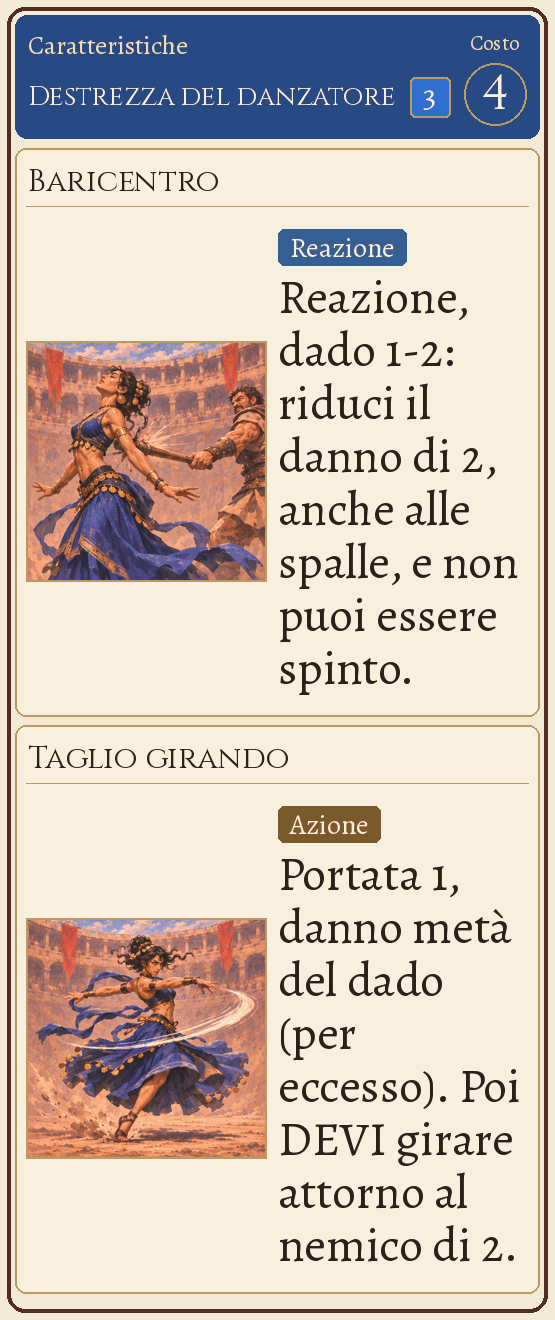 Caratteristiche
Costo
DESTREZZA DEL DANZATORE 3 4
BARICENTRO
Reazione
Reazione,
dado 1-2:
riduci il
danno di 2,
anche alle
spalle, e non
puoi essere
spinto.
TAGLIO GIRANDO
Azione
Portata 1,
danno metà
del dado
(per
eccesso). Poi
DEVI girare
attorno al
nemico di 2.